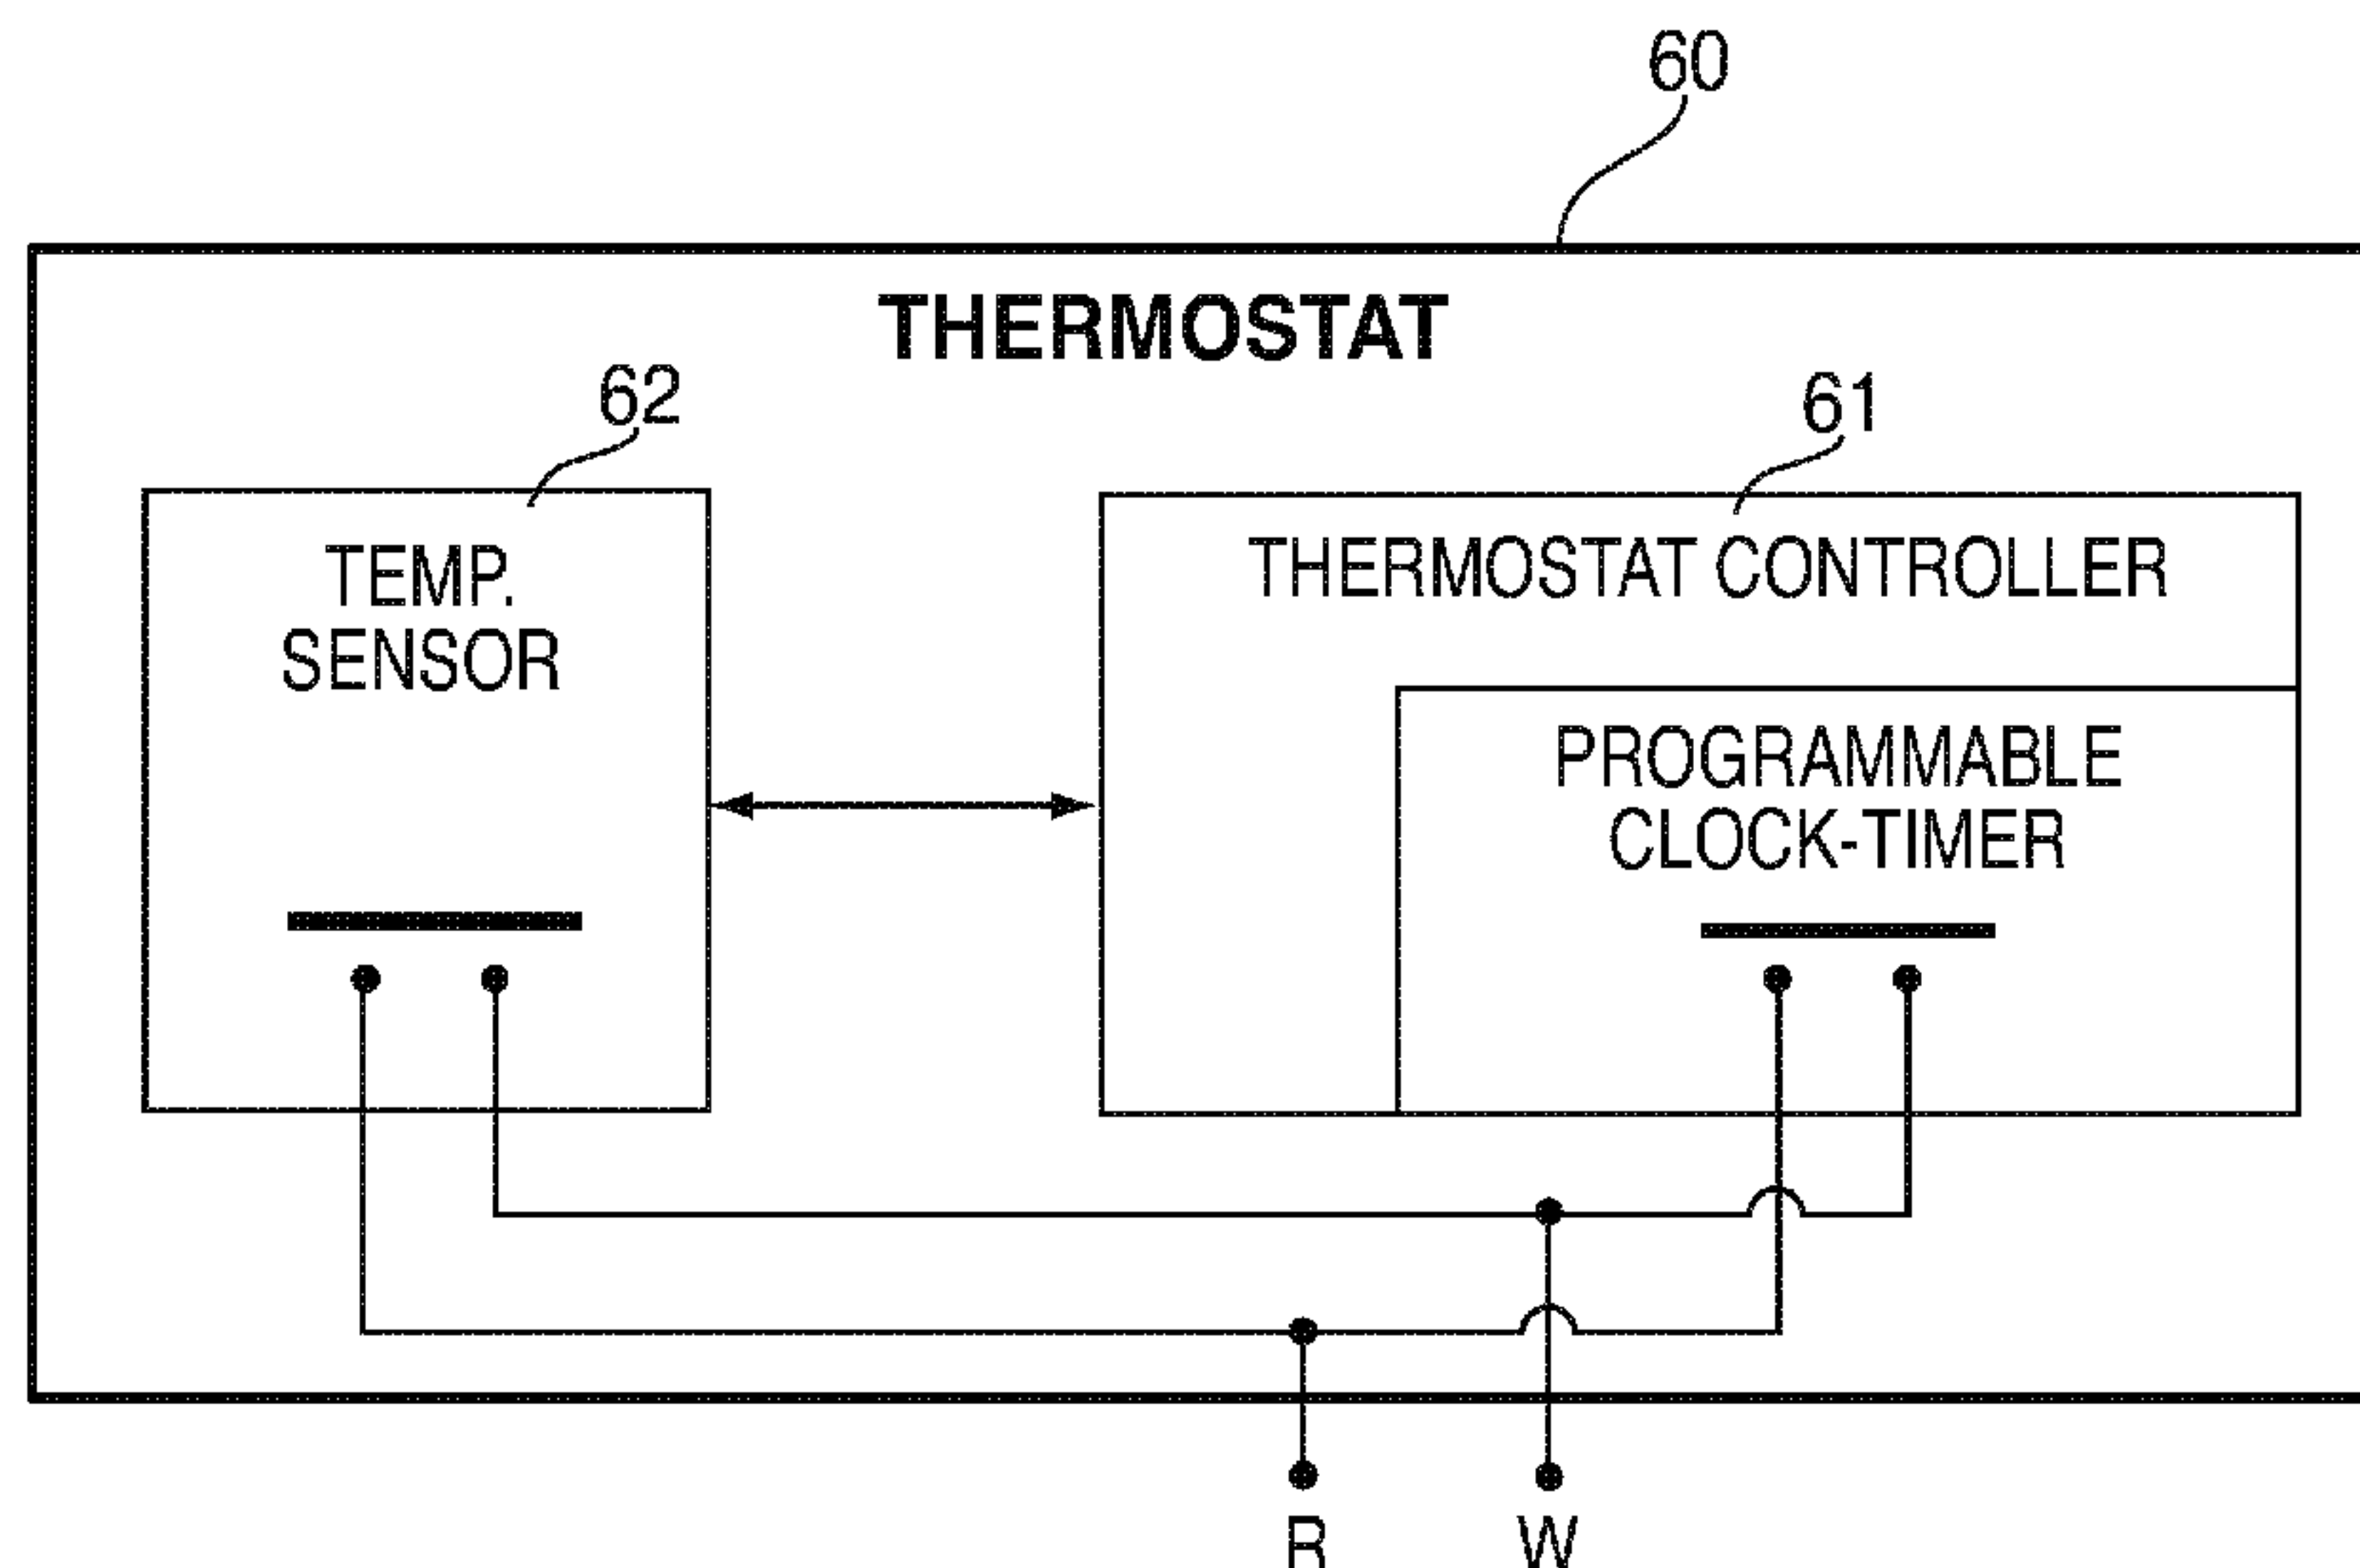 60
THERMOSTAT
62
61
TEMP.
SENSOR
THERMOSTAT CONTROLLER
PROGRAMMABLE
CLOCK-TIMER
R W